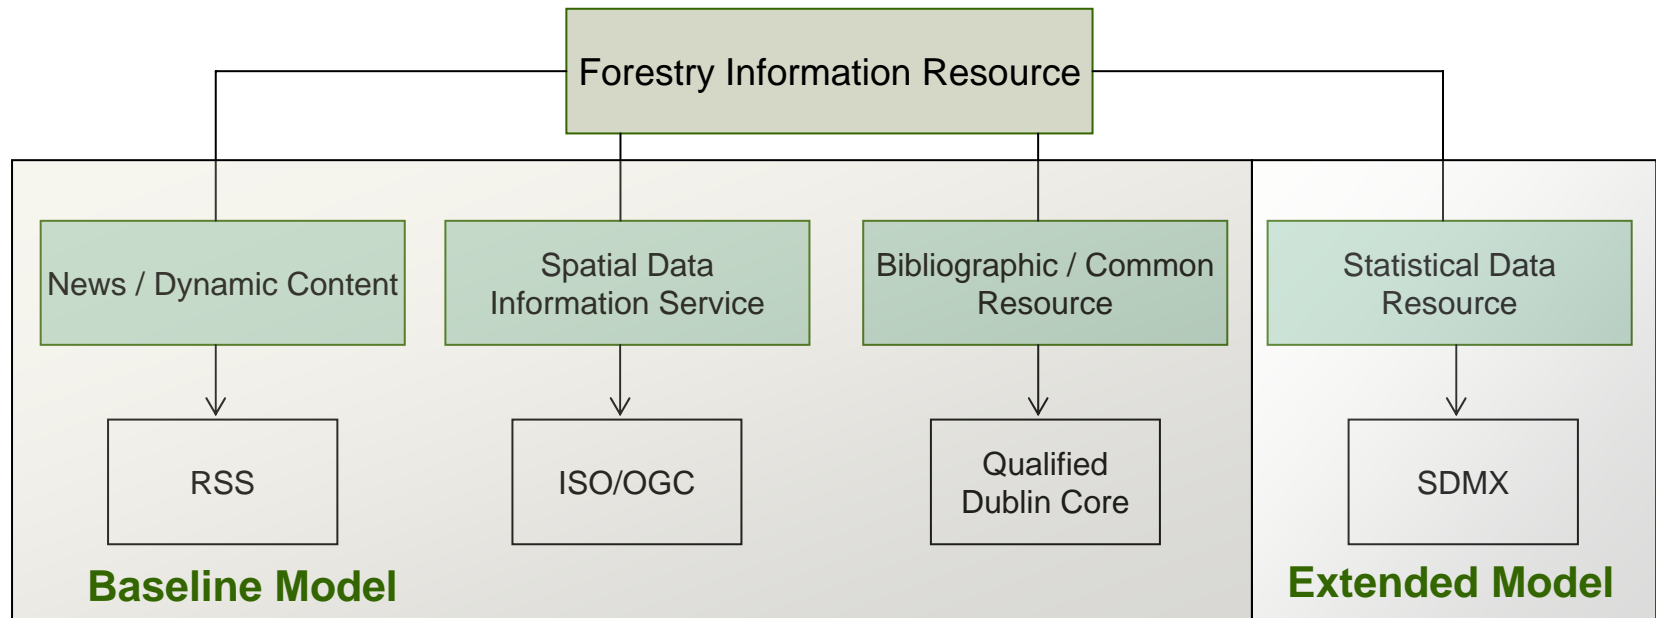 Forestry Information Resource
News / Dynamic Content
Spatial Data
Information Service
Bibliographic / Common
Resource
Statistical Data
Resource
RSS
ISO/OGC
Qualified
Dublin Core
SDMX
Baseline Model
Extended Model